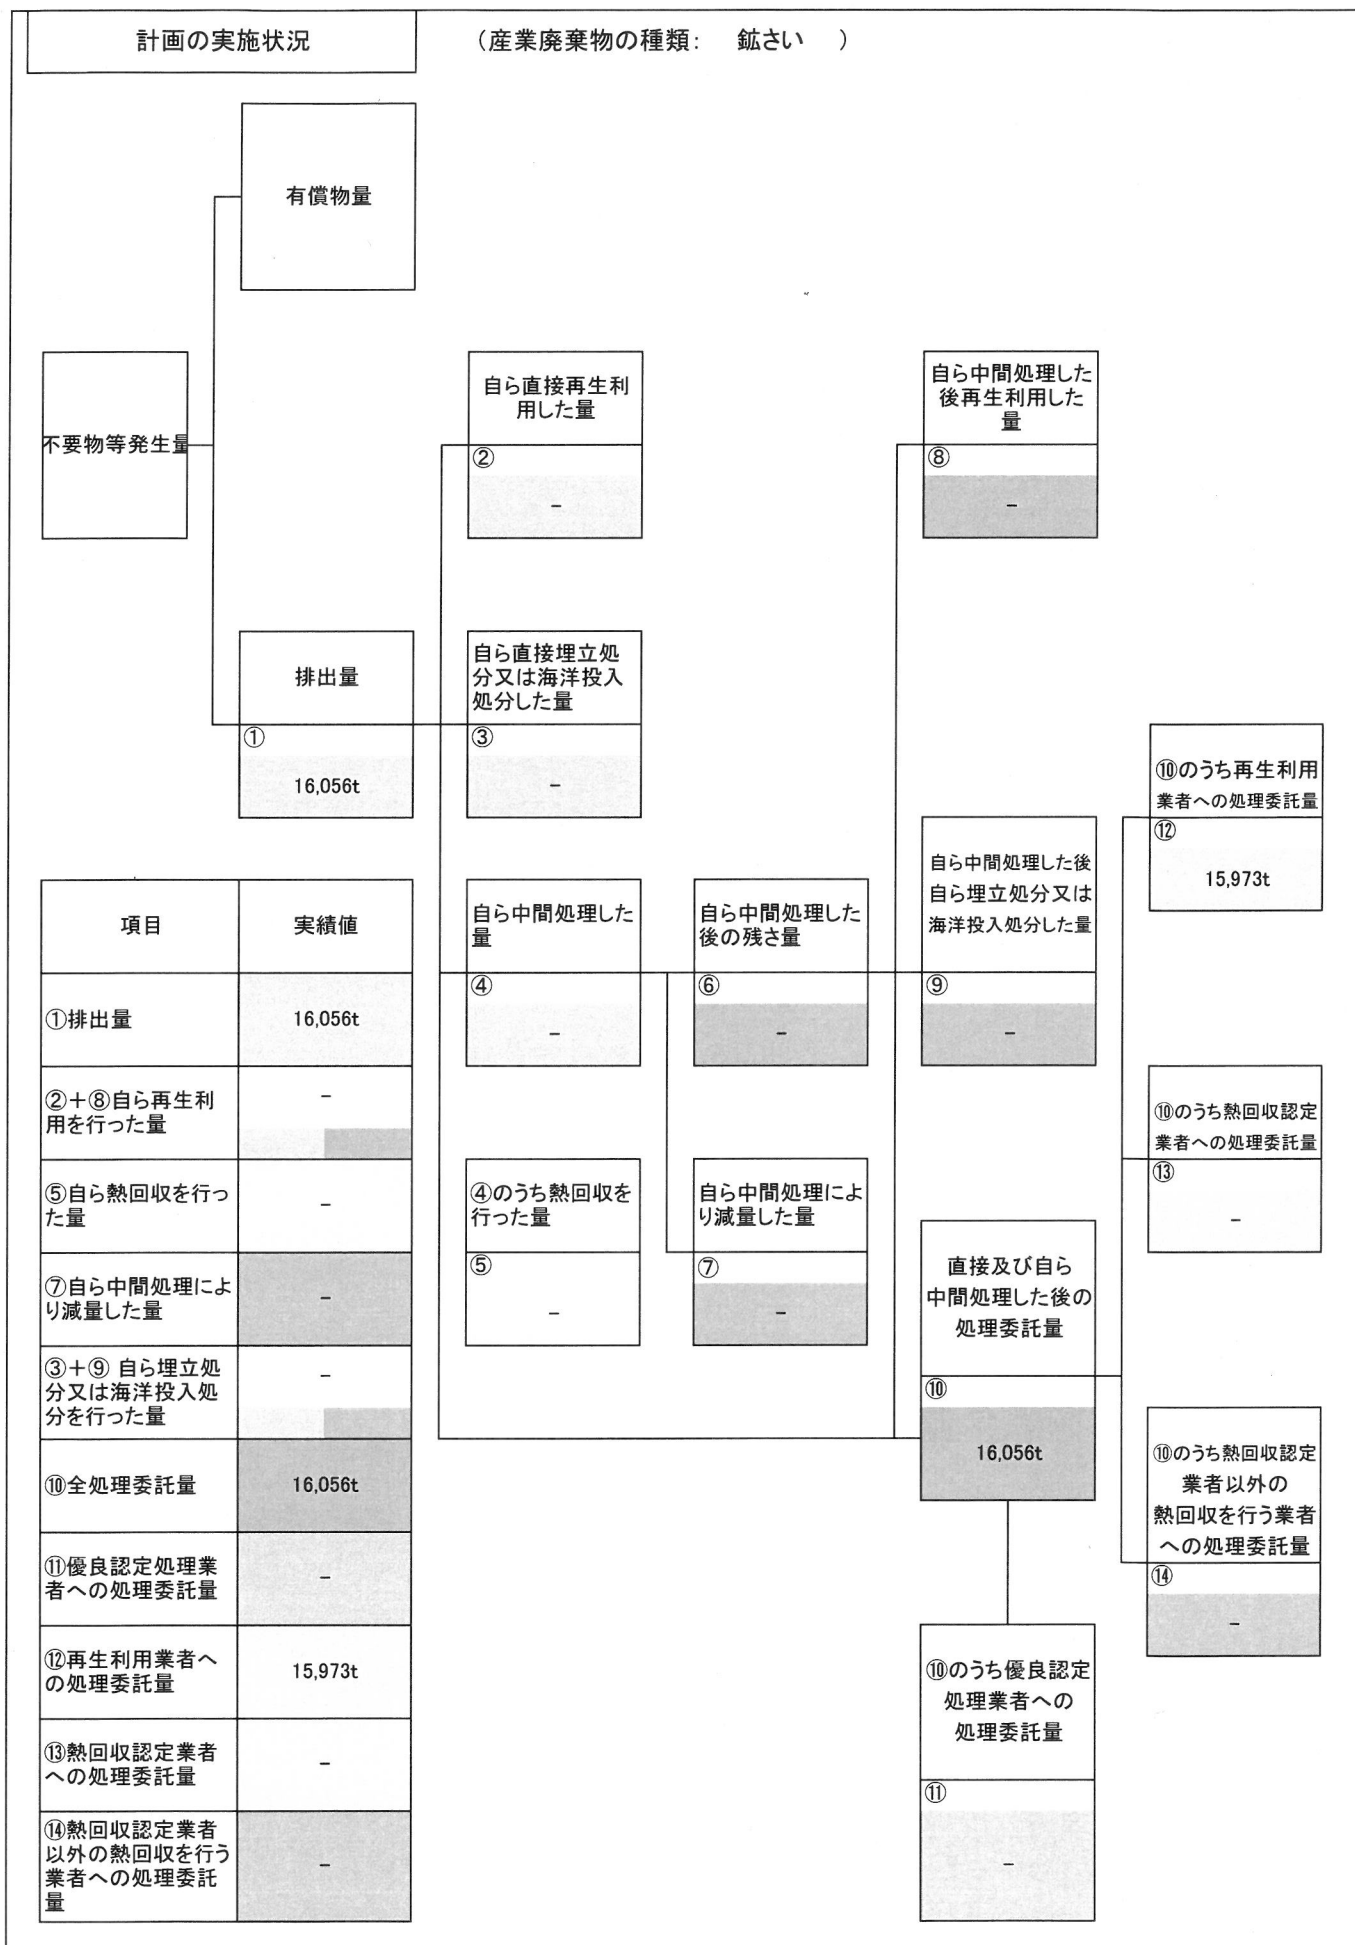 計画の実施状況
（産業廃棄物の種類： 鉱さい ）
有償物量
不要物等発生量
自ら直接再生利
用した量
②
−
自ら中間処理した
後再生利用した
量
⑧
−
排出量
①
16,056t
自ら直接埋立処
分又は海洋投入
処分した量
③
−
⑩のうち再生利用
業者への処理委託量
⑫
15,973t
自ら中間処理した
量
④
−
自ら中間処理した
後の残さ量
⑥
−
自ら中間処理した後
自ら埋立処分又は
海洋投入処分した量
⑨
−
⑩のうち熱回収認定
業者への処理委託量
⑬
−
④のうち熱回収を
行った量
⑤
−
自ら中間処理によ
り減量した量
⑦
−
直接及び自ら
中間処理した後の
処理委託量
⑩
16,056t
⑩のうち熱回収認定
業者以外の
熱回収を行う業者
への処理委託量
⑭
−
⑩のうち優良認定
処理業者への
処理委託量
⑪
−
項目
実績値
①排出量
16,056t
②＋⑧自ら再生利
用を行った量
−
⑤自ら熱回収を行っ
た量
−
⑦自ら中間処理によ
り減量した量
−
③＋⑨ 自ら埋立処
分又は海洋投入処
分を行った量
−
⑩全処理委託量
16,056t
⑪優良認定処理業
者への処理委託量
−
⑫再生利用業者へ
の処理委託量
15,973t
⑬熱回収認定業者
への処理委託量
−
⑭熱回収認定業者
以外の熱回収を行う
業者への処理委託
量
−